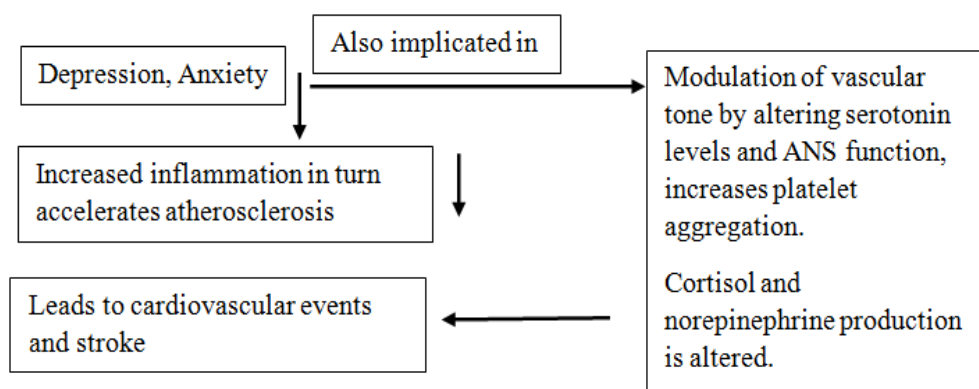 Also implicated in
Depression, Anxiety
Modulation of vascular
tone by altering serotonin
levels and ANS function,
increases platelet
aggregation.
Cortisol and
norepinephrine production
is altered.
Increased inflammation in turn
accelerates atherosclerosis
Leads to cardiovascular events
and stroke